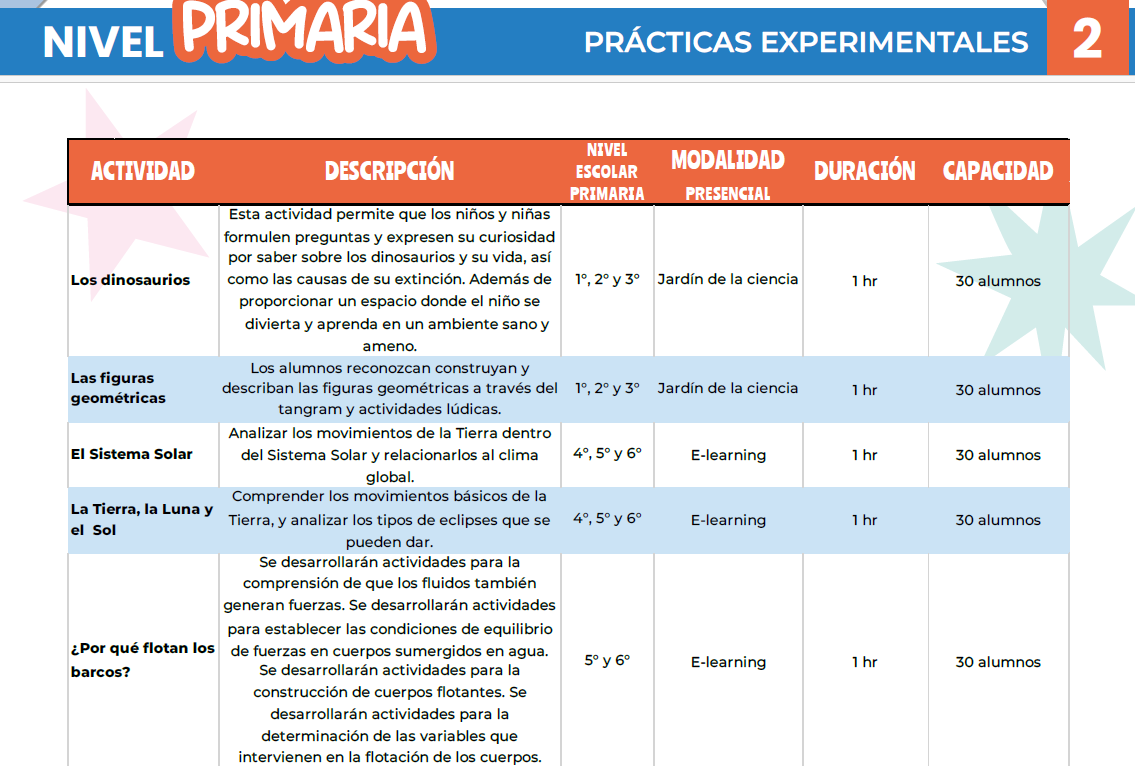 NIVEL PRIMARIA
PRÁCTICAS EXPERIMENTALES
2
ACTIVIDAD
DESCRIPCIÓN
NIVEL
ESCOLAR
PRIMARIA
MODALIDAD
PRESENCIAL
DURACIÓN
CAPACIDAD
Los dinosaurios
Esta actividad permite que los niños y niñas
formulen preguntas y expresen su curiosidad
por saber sobre los dinosaurios y su vida, así
como las causas de su extinción. Además de
proporcionar un espacio donde el niño se
divierta y aprenda en un ambiente sano y
ameno.
1°, 2° y 3°
Jardín de la ciencia
1 hr
30 alumnos
Las figuras
geométricas
Los alumnos reconozcan construyan y
describan las figuras geométricas a través del
tangram y actividades lúdicas.
1°, 2° y 3°
Jardín de la ciencia
1 hr
30 alumnos
El Sistema Solar
Analizar los movimientos de la Tierra dentro
del Sistema Solar y relacionarlos al clima
global.
4°, 5° y 6°
E-learning
1 hr
30 alumnos
La Tierra, la Luna y
el Sol
Comprender los movimientos básicos de la
Tierra, y analizar los tipos de eclipses que se
pueden dar.
4°, 5° y 6°
E-learning
1 hr
30 alumnos
¿Por qué flotan los
barcos?
Se desarrollarán actividades para la
comprensión de que los fluidos también
generan fuerzas. Se desarrollarán actividades
para establecer las condiciones de equilibrio
de fuerzas en cuerpos sumergidos en agua.
Se desarrollarán actividades para la
construcción de cuerpos flotantes. Se
desarrollarán actividades para la
determinación de las variables que
intervienen en la flotación de los cuerpos.
5° y 6°
E-learning
1 hr
30 alumnos